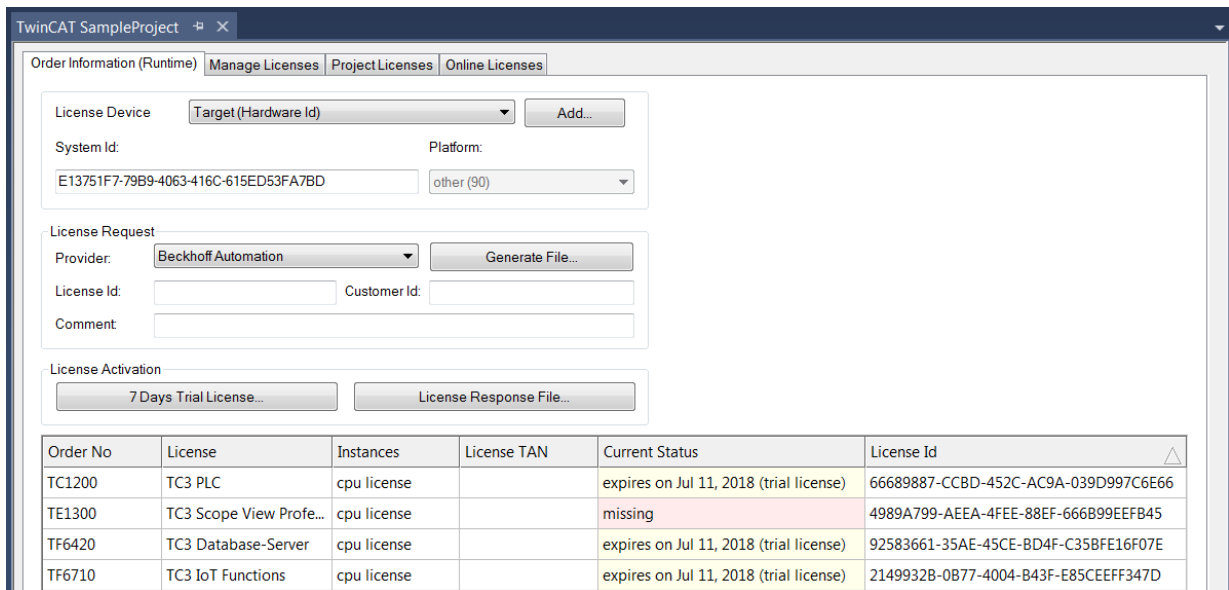 TwinCAT SampleProject
Order Information (Runtime) Manage Licenses Project Licenses Online Licenses
License Device Target (Hardware Id) Add...
System Id: Platform:
E13751F7-79B9-4063-416C-615ED53FA7BD other (90)
License Request
Provider: Beckhoff Automation Generate File...
License Id: Customer Id:
Comment:
License Activation
7 Days Trial License... License Response File...
Order No License Instances License TAN Current Status License Id
TC1200 TC3 PLC cpu license expires on Jul 11, 2018 (trial license) 66689887-CCBD-452C-AC9A-039D997C6E66
TE1300 TC3 Scope View Profe... cpu license missing 4989A799-AEEA-4FEE-88EF-666B99EEFB45
TF6420 TC3 Database-Server cpu license expires on Jul 11, 2018 (trial license) 92583661-35AE-45CE-BD4F-C35BFE16F07E
TF6710 TC3 IoT Functions cpu license expires on Jul 11, 2018 (trial license) 2149932B-0B77-4004-B43F-E85CEEFF347D